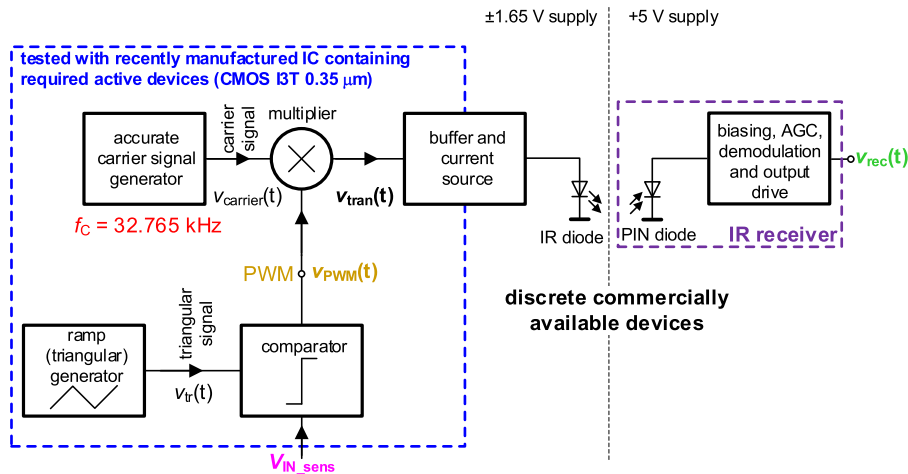 ±1.65 V supply
+5 V supply
tested with recently manufactured IC containing
required active devices (CMOS I3T 0.35 μm)
accurate
carrier signal
generator
carrier
signal
multiplier
buffer and
current
source
biasing, AGC,
demodulation
and output
drive
vrec(t)
vcarrier(t)
vtran(t)
fC = 32.765 kHz
IR diode
PIN diode
IR receiver
PWM
vPWM(t)
discrete commercially
available devices
ramp
(triangular)
generator
triangular
signal
vtr(t)
comparator
VIN_sens